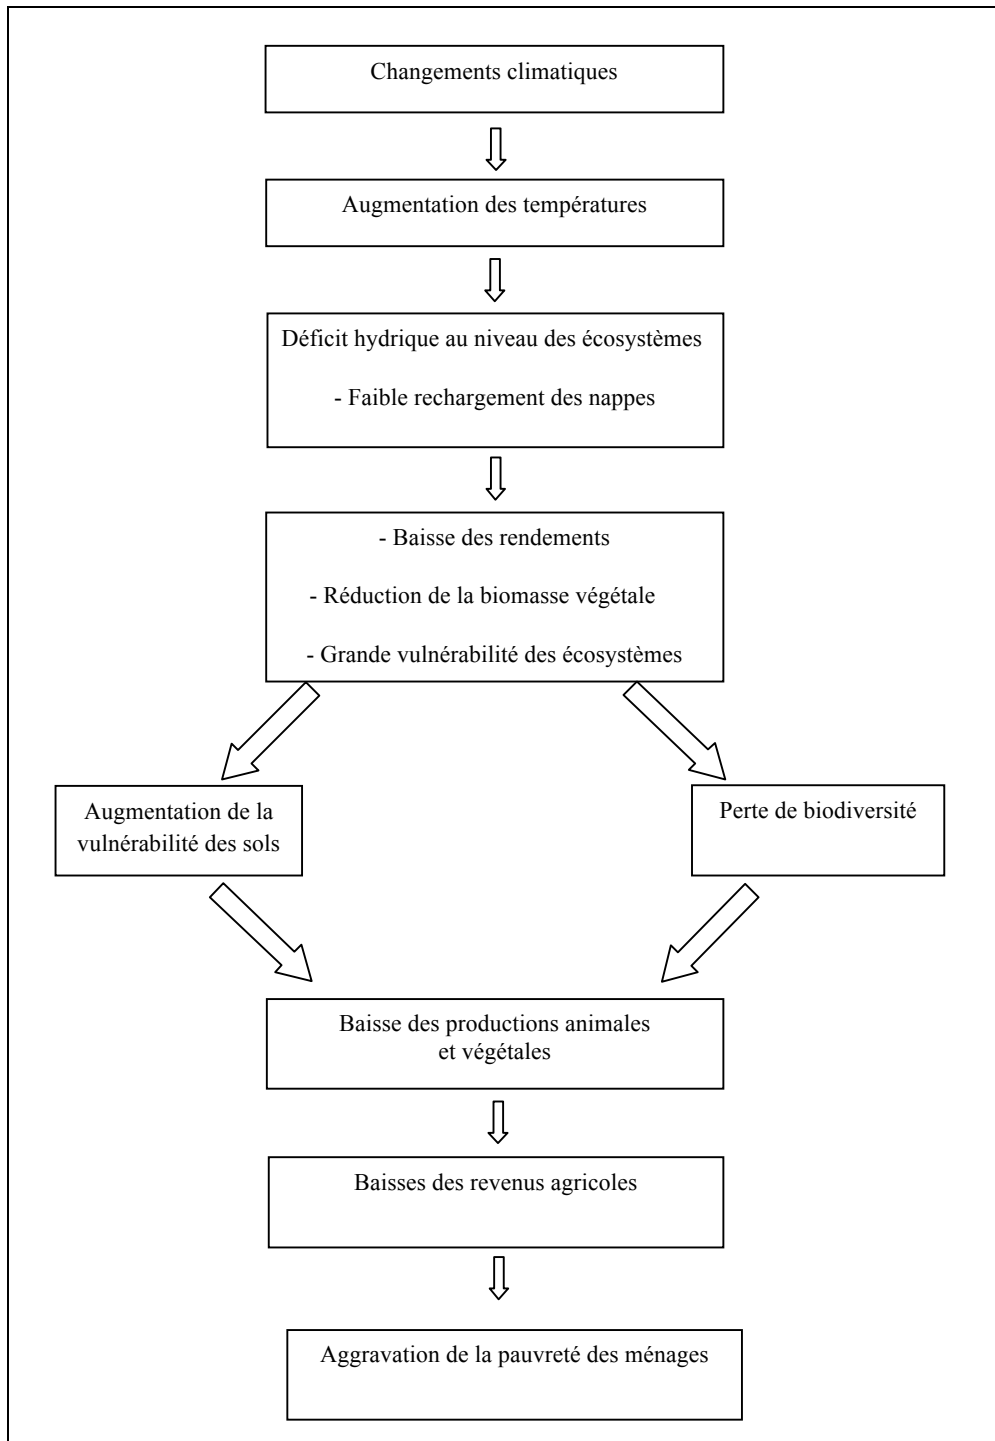 Changements climatiques
Augmentation des températures
Déficit hydrique au niveau des écosystèmes
- Faible rechargement des nappes
- Baisse des rendements
- Réduction de la biomasse végétale
- Grande vulnérabilité des écosystèmes
Augmentation de la
vulnérabilité des sols
Perte de biodiversité
Baisse des productions animales
et végétales
Baisses des revenus agricoles
Aggravation de la pauvreté des ménages